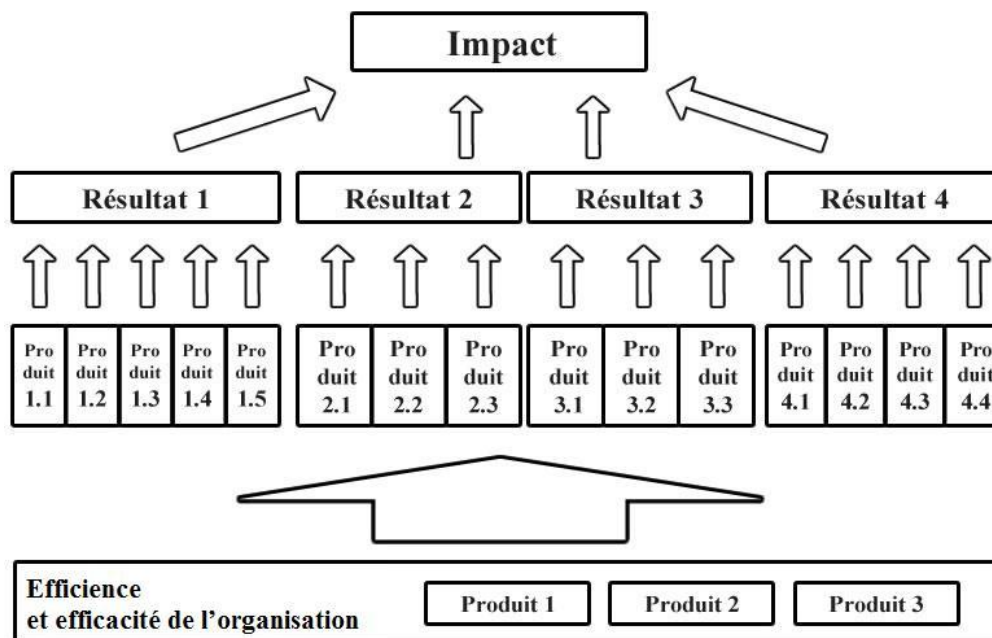 Impact
Résultat 1
Résultat 2
Résultat 3
Résultat 4
Pro
duit
1.1
Pro
duit
1.2
Pro
duit
1.3
Pro
duit
1.4
Pro
duit
1.5
Pro
duit
2.1
Pro
duit
2.2
Pro
duit
2.3
Pro
duit
3.1
Pro
duit
3.2
Pro
duit
3.3
Pro
duit
4.1
Pro
duit
4.2
Pro
duit
4.3
Pro
duit
4.4
Efficience
et efficacité de l'organisation
Produit 1
Produit 2
Produit 3